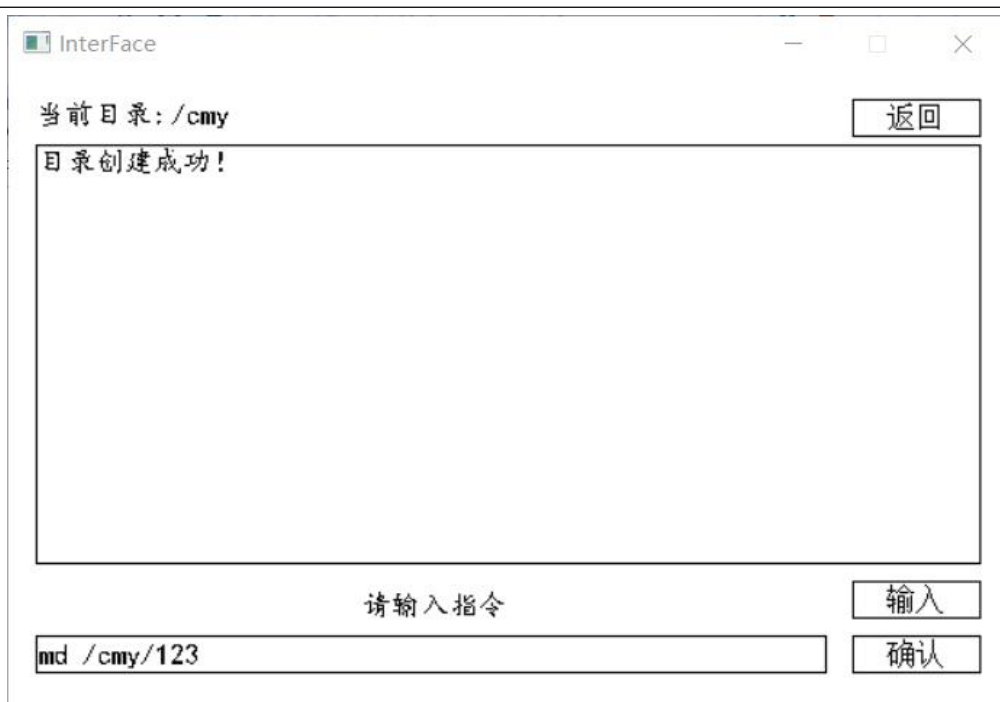 InterFace
当前目录:/cmy
返回
目录创建成功!
请输入指令
输入
md /cmy/123
确认